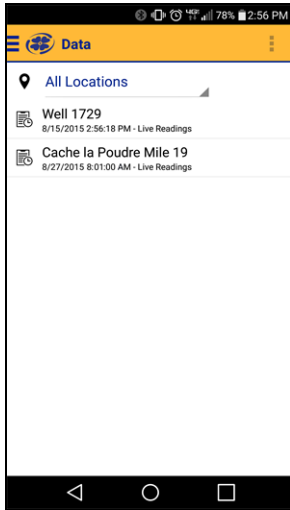 78% 2:56 PM
Data
All Locations
Well 1729
8/15/2015 2:56:18 PM - Live Readings
Cache la Poudre Mile 19
8/27/2015 8:01:00 AM - Live Readings